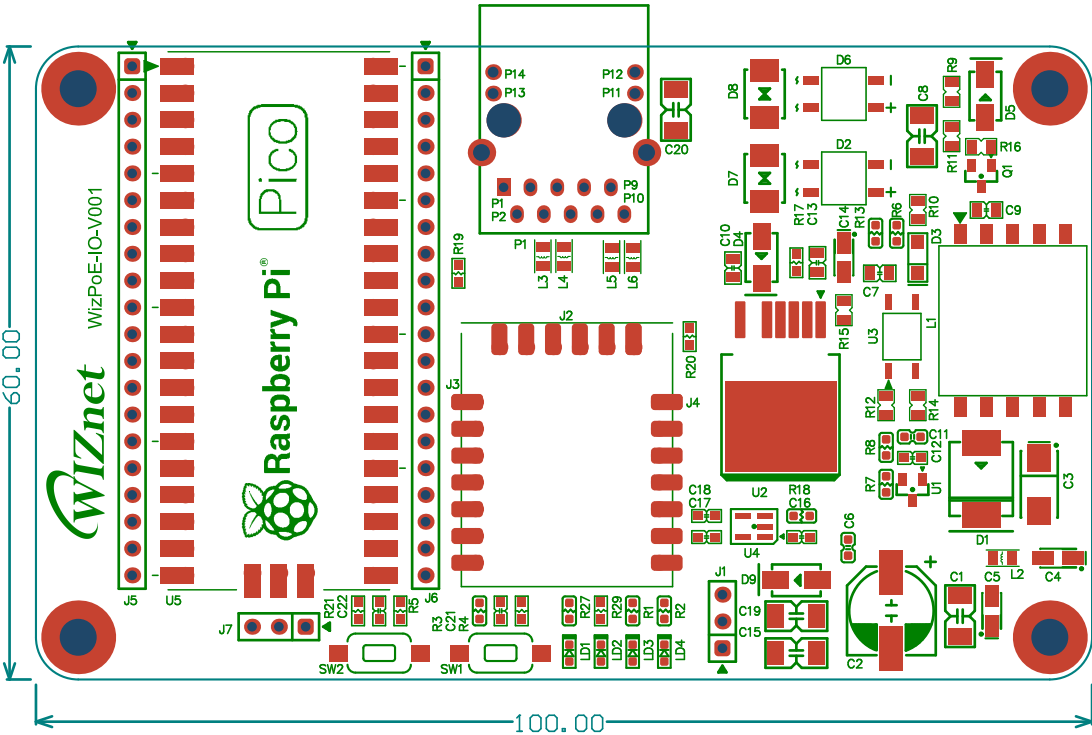 P14
P13
P12
P11
P1
P2
P9
P10
C20
D8
D6
D7
D2
C8
R9
D5
R11
R16
Q1
R10
C9
P1
L3
L4
L5
L6
R19
C10
D4
R17
C13
C14
R13
R6
D3
C7
R15
U3
L1
WizPoE-IO-V001
Pico
Raspberry Pi®
WIZnet
60.00
J2
R20
J3
J4
R12
R14
R8
C11
C12
R7
U1
U2
R18
C18
C17
C16
U4
C6
D1
C3
J5
U5
J6
J7
R21
C22
R5
R3
C21
R4
R27
R29
R1
R2
J1
D9
C19
C15
C2
C1
C5
L2
C4
SW2
SW1
LD1
LD2
LD3
LD4
100.00